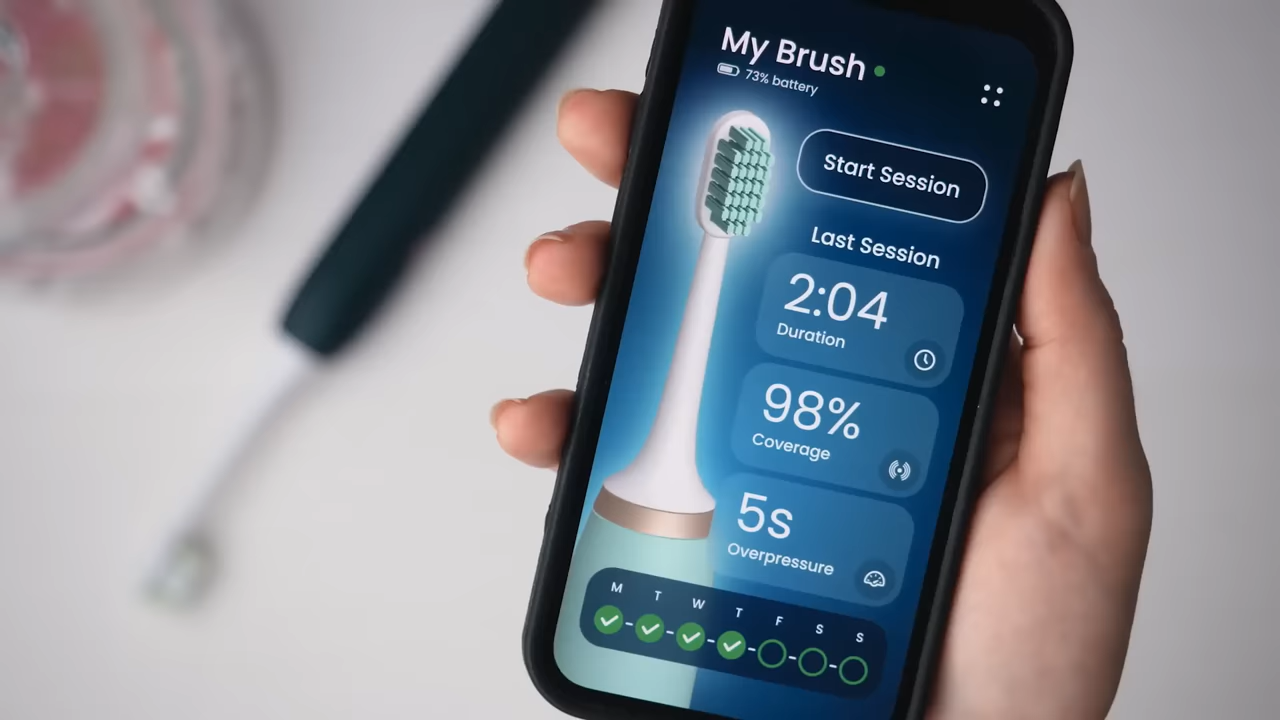 My Brush
73% battery
Start Session
Last Session
2:04
Duration
98%
Coverage
5s
Overpressure
M T W T F S S